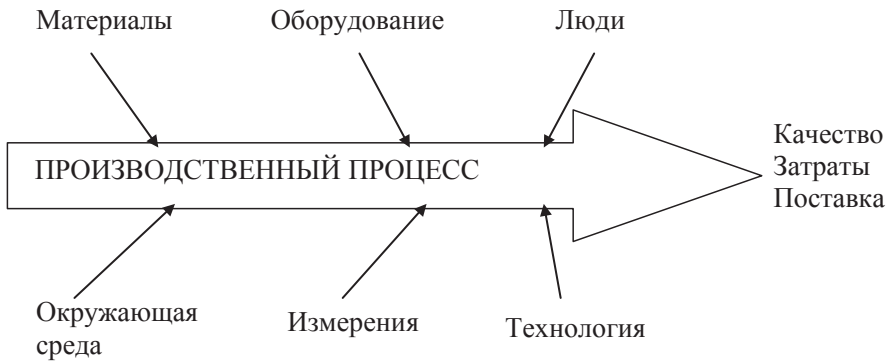 Материалы
Оборудование
Люди
ПРОИЗВОДСТВЕННЫЙ ПРОЦЕСС
Качество
Затраты
Поставка
Окружающая
среда
Измерения
Технология